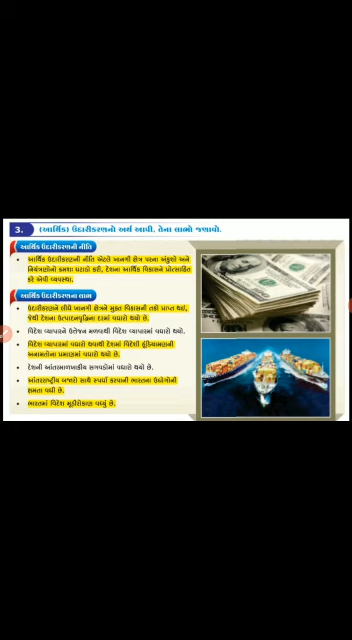 3. (આર્થિક) ઉદારીકરણનો અર્થ આપી, તેના લાભો જણાવો.
આર્થિક ઉદારીકરણની નીતિ
• આર્થિક ઉદારીકરણની નીતિ એટલે ખાનગી ક્ષેત્ર પરના અંકુશો અને
નિયંત્રણોનો ક્રમશઃ ઘટાડો કરી, દેશના આર્થિક વિકાસને પ્રોત્સાહિત
કરે એવી વ્યવસ્થા.
આર્થિક ઉદારીકરણના લાભ
• ઉદારીકરણને લીધે ખાનગી ક્ષેત્રને મુક્ત વિકાસની તકો પ્રાપ્ત થઇ,
જેથી દેશના ઉત્પાદનવૃદ્ધિના દરમાં વધારો થયો છે.
• વિદેશ વ્યાપારને ઉત્તેજન મળવાથી વિદેશ વ્યાપારમાં વધારો થયો.
• વિદેશ વ્યાપારમાં વધારો થવાથી દેશમાં વિદેશી હૂંડિયામણની
અનામતોના પ્રમાણમાં વધારો થયો છે.
• દેશની આંતરમાળખાકીય સગવડોમાં વધારો થયો છે.
• આંતરરાષ્ટ્રીય બજારો સાથે સ્પર્ધા કરવાની ભારતના ઉદ્યોગોની
ક્ષમતા વધી છે.
• ભારતમાં વિદેશ મૂડીરોકાણ વધ્યું છે.